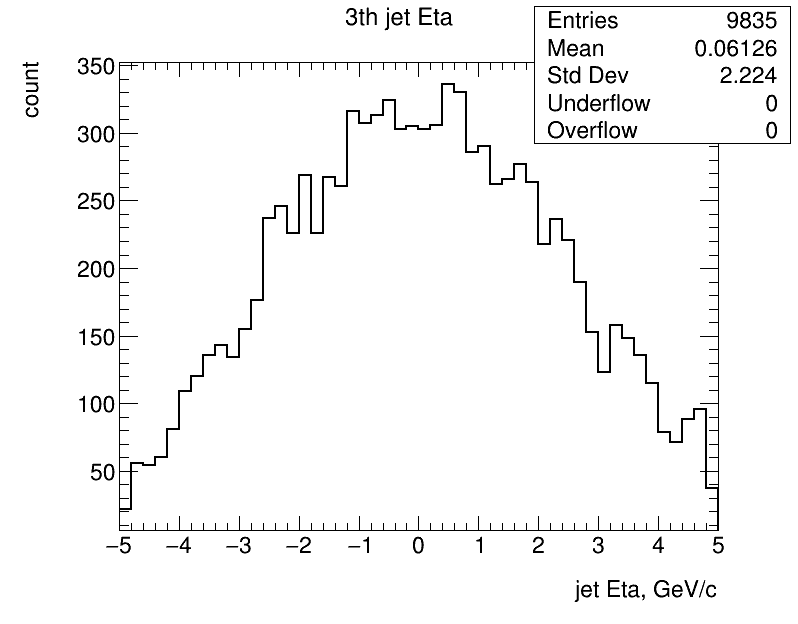 3th jet Eta
Entries 9835
Mean 0.06126
Std Dev 2.224
Underflow 0
Overflow 0
count
350
300
250
200
150
100
50
−5 −4 −3 −2 −1 0 1 2 3 4 5
jet Eta, GeV/c